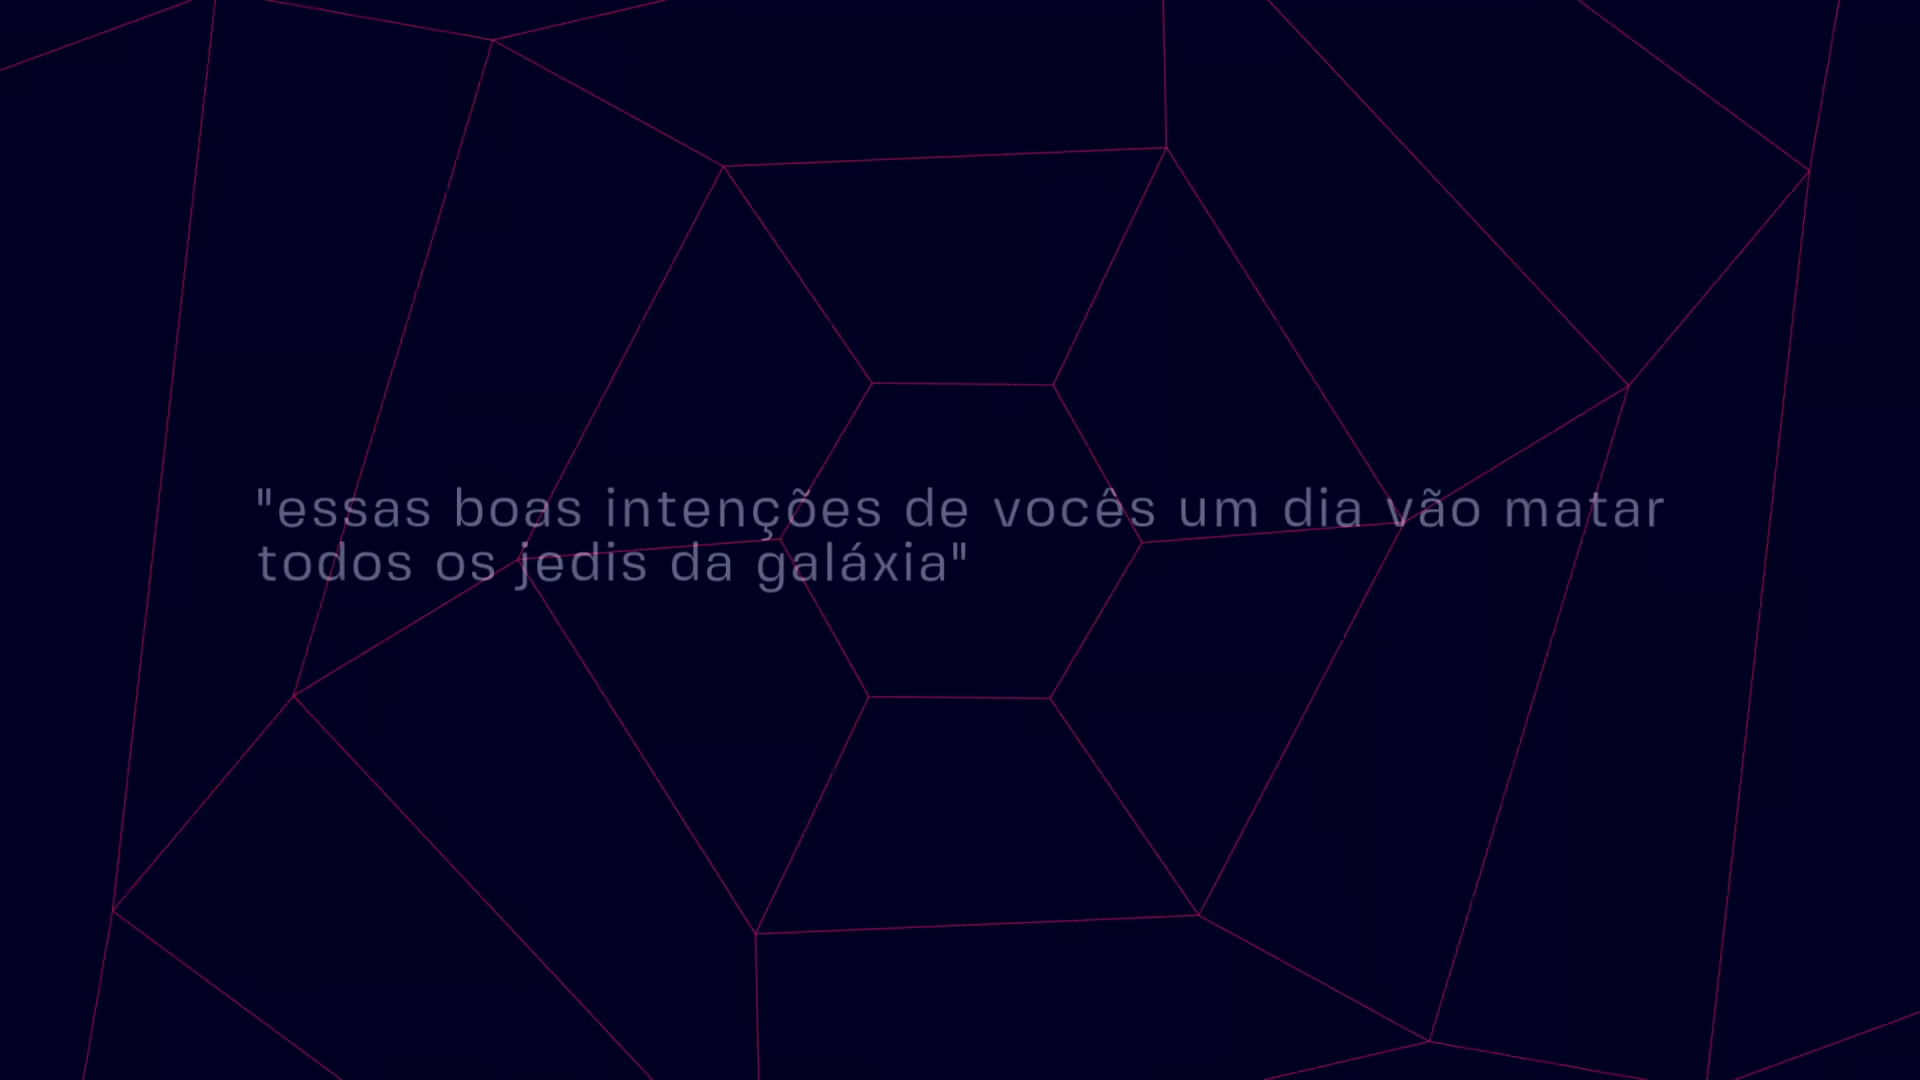 "essas boas intenções de vocês um dia vão matar
todos os jedis da galáxia"